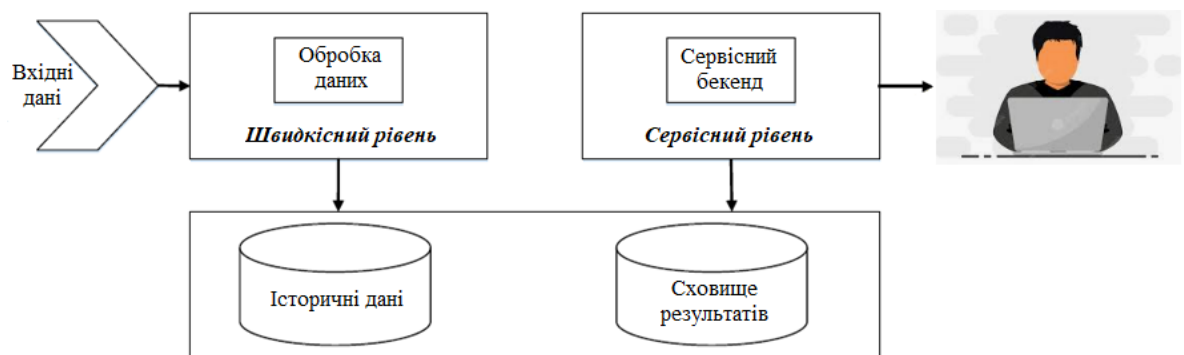 Вхідні
дані
Обробка
даних
Швидкісний рівень
Сервісний
бекенд
Сервісний рівень
Історичні дані
Сховище
результатів